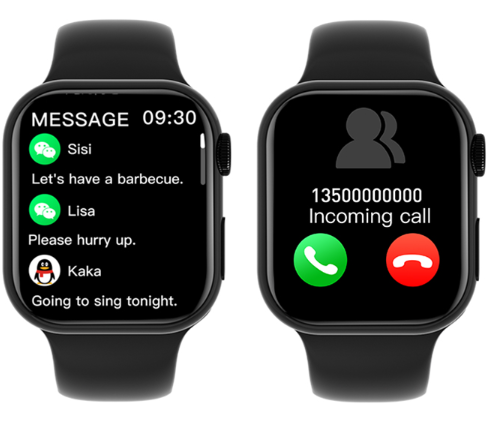 MESSAGE 09:30
Sisi
Let's have a barbecue.
Lisa
Please hurry up.
Kaka
Going to sing tonight.
13500000000
Incoming call